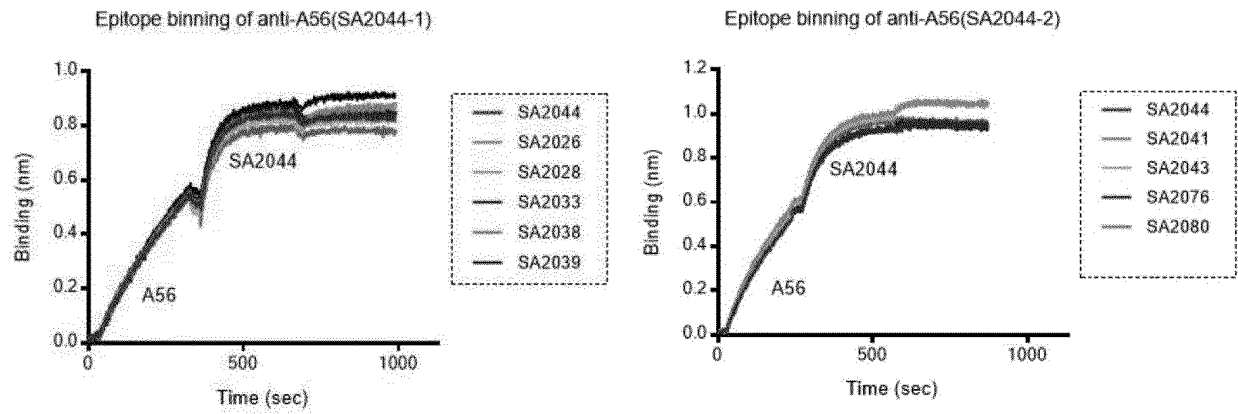 Epitope binning of anti-A56(SA2044-1)
1.0
0.8
0.6
0.4
0.2
0.0
Binding (nm)
SA2044
A56
0
500
1000
Time (sec)
SA2044
SA2026
SA2028
SA2033
SA2038
SA2039
Epitope binning of anti-A56(SA2044-2)
1.2
1.0
0.8
0.6
0.4
0.2
0.0
Binding (nm)
SA2044
A56
0
500
1000
Time (sec)
SA2044
SA2041
SA2043
SA2076
SA2080